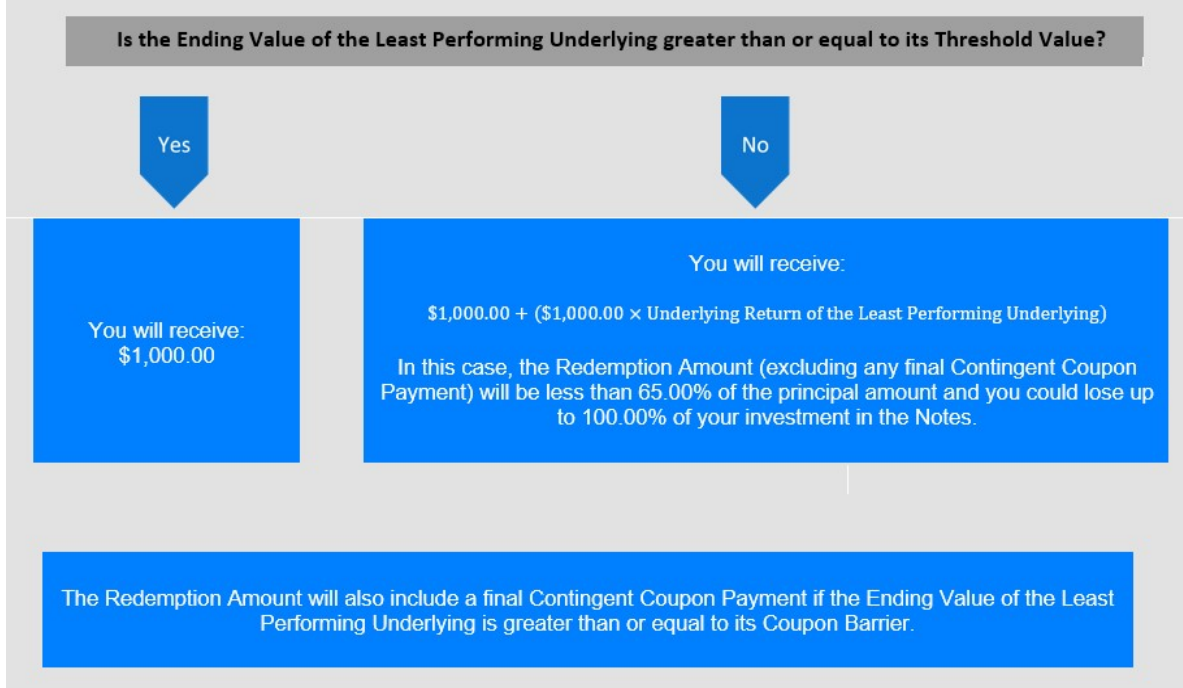 Is the Ending Value of the Least Performing Underlying greater than or equal to its Threshold Value?
Yes
No
You will receive:
$1,000.00
You will receive:
$1,000.00 + ($1,000.00 × Underlying Return of the Least Performing Underlying)
In this case, the Redemption Amount (excluding any final Contingent Coupon
Payment) will be less than 65.00% of the principal amount and you could lose up
to 100.00% of your investment in the Notes.
The Redemption Amount will also include a final Contingent Coupon Payment if the Ending Value of the Least
Performing Underlying is greater than or equal to its Coupon Barrier.